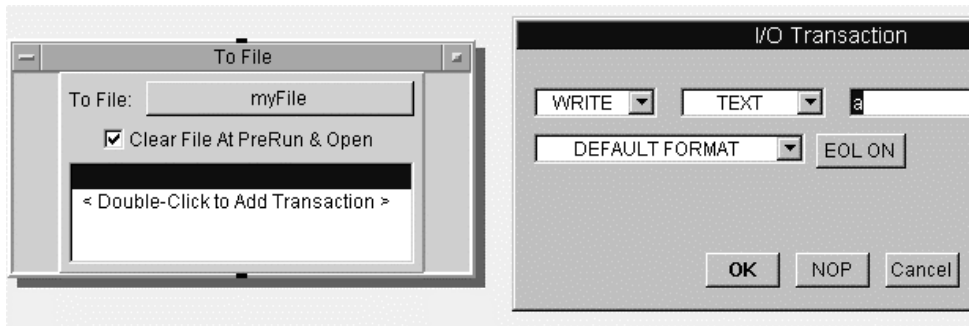 To File
To File: myFile
Clear File At PreRun & Open
< Double-Click to Add Transaction >
I/O Transaction
WRITE TEXT a
DEFAULT FORMAT EOL ON
OK NOP Cancel